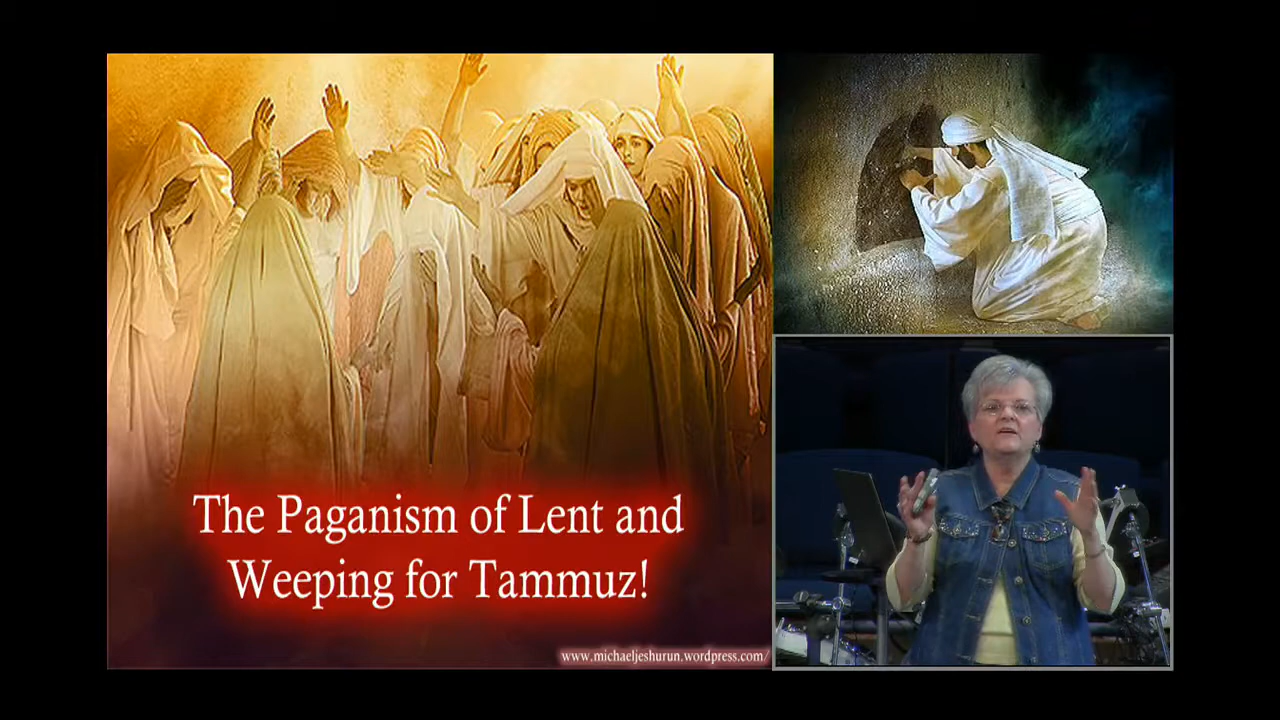 The Paganism of Lent and
Weeping for Tammuz!
www.michaeljeshurun.wordpress.com/